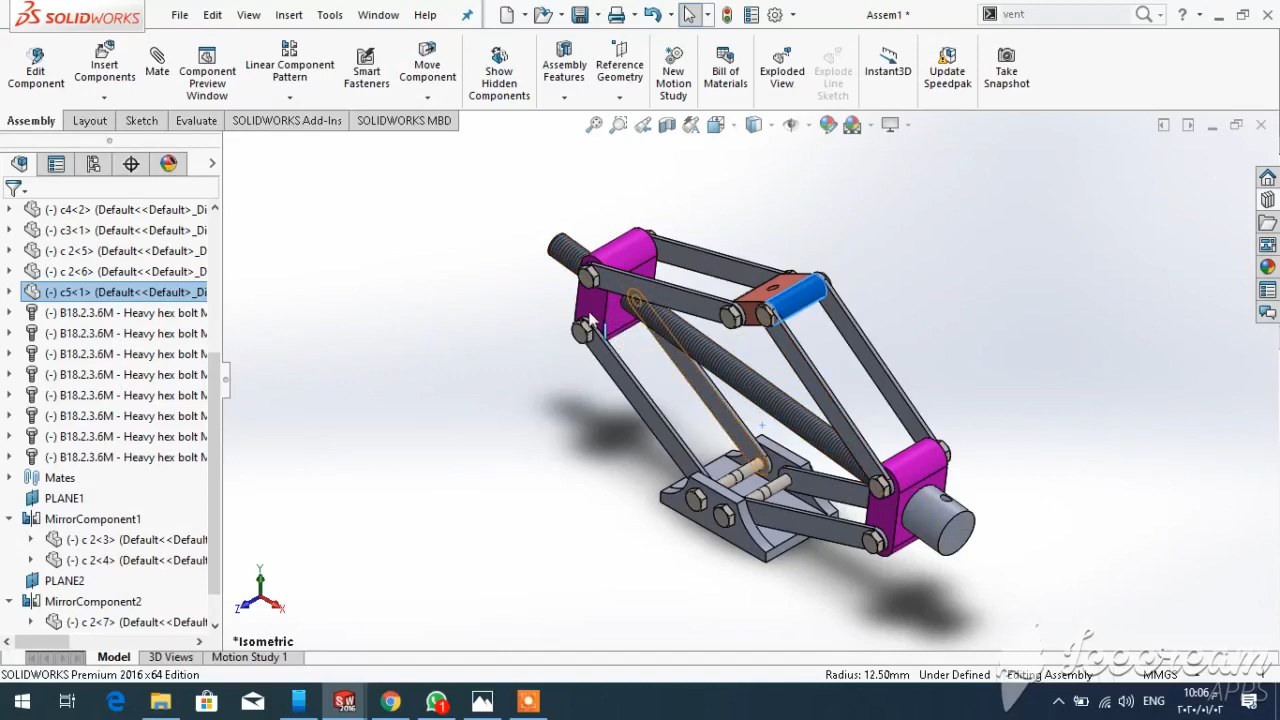 SOLIDWORKS File Edit View Insert Tools Window Help Assem1 * vent ?
Edit Component
Insert Components
Mate
Component Preview Window
Linear Component Pattern
Smart Fasteners
Move Component
Show Hidden Components
Assembly Features
Reference Geometry
New Motion Study
Bill of Materials
Exploded View
Explode Line Sketch
Instant3D
Update Speedpak
Take Snapshot
Assembly Layout Sketch Evaluate SOLIDWORKS Add-Ins SOLIDWORKS MBD
(-) c4<2> (Default<<Default>_Di
(-) c3<1> (Default<<Default>_Di
(-) c 2<5> (Default<<Default>_D
(-) c 2<6> (Default<<Default>_D
(-) c5<1> (Default<<Default>_Di
(-) B18.2.3.6M - Heavy hex bolt M
(-) B18.2.3.6M - Heavy hex bolt M
(-) B18.2.3.6M - Heavy hex bolt M
(-) B18.2.3.6M - Heavy hex bolt M
(-) B18.2.3.6M - Heavy hex bolt M
(-) B18.2.3.6M - Heavy hex bolt M
(-) B18.2.3.6M - Heavy hex bolt M
(-) B18.2.3.6M - Heavy hex bolt M
Mates
PLANE1
MirrorComponent1
(-) c 2<3> (Default<<Default>
(-) c 2<4> (Default<<Default>
PLANE2
MirrorComponent2
(-) c 2<7> (Default<<Default
Y
Z X
*Isometric
Model 3D Views Motion Study 1
SOLIDWORKS Premium 2016 x64 Edition Radius: 12.50mm Under Defined Editing Assembly MMGS
APPS
SW 2016 1 ENG 10:06
٢٠٢٠/٠١/٠٢